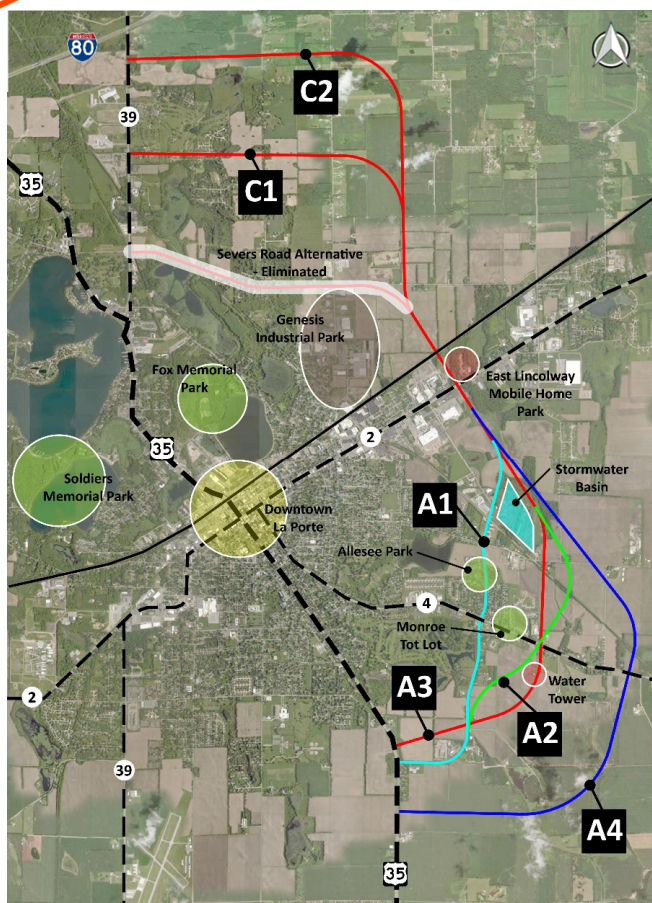 80
C2
39
35
C1
Severs Road Alternative
- Eliminated
Genesis
Industrial Park
Fox Memorial
Park
East Lincolway
Mobile Home
Park
2
35
Soldiers
Memorial Park
Stormwater
Basin
A1
Downtown
La Porte
Allesee Park
4
Monroe
Tot Lot
Water
Tower
2
A3
A2
39
A4
35